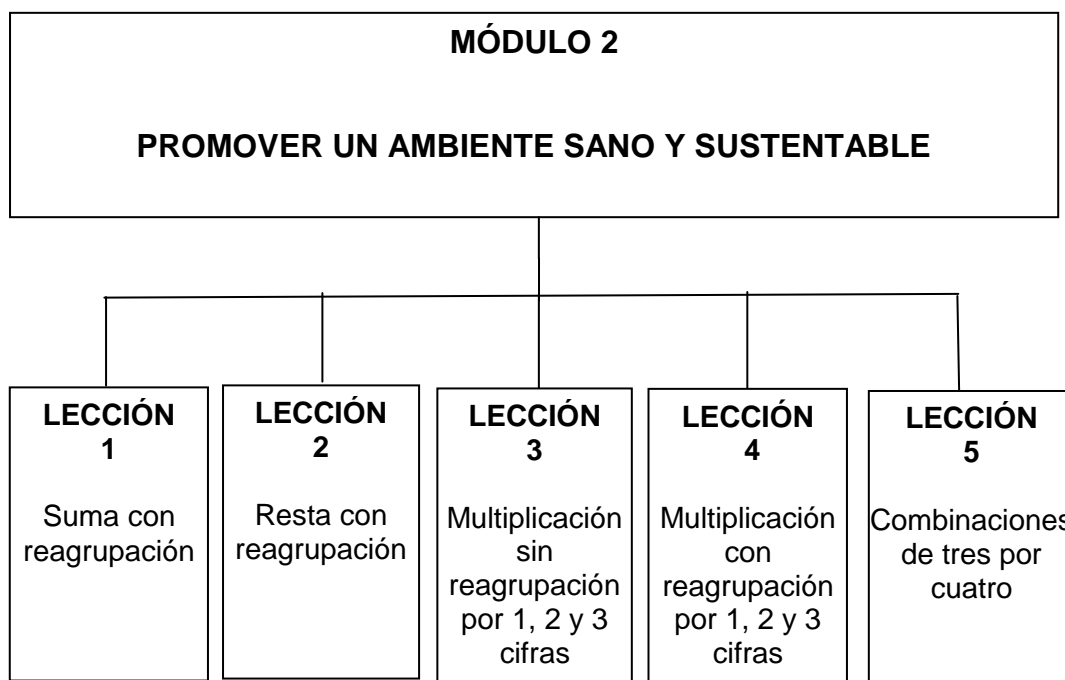 MÓDULO 2
PROMOVER UN AMBIENTE SANO Y SUSTENTABLE
LECCIÓN
1
Suma con
reagrupación
LECCIÓN
2
Resta con
reagrupación
LECCIÓN
3
Multiplicación
sin
reagrupación
por 1, 2 y 3
cifras
LECCIÓN
4
Multiplicación
con
reagrupación
por 1, 2 y 3
cifras
LECCIÓN
5
Combinaciones
de tres por
cuatro